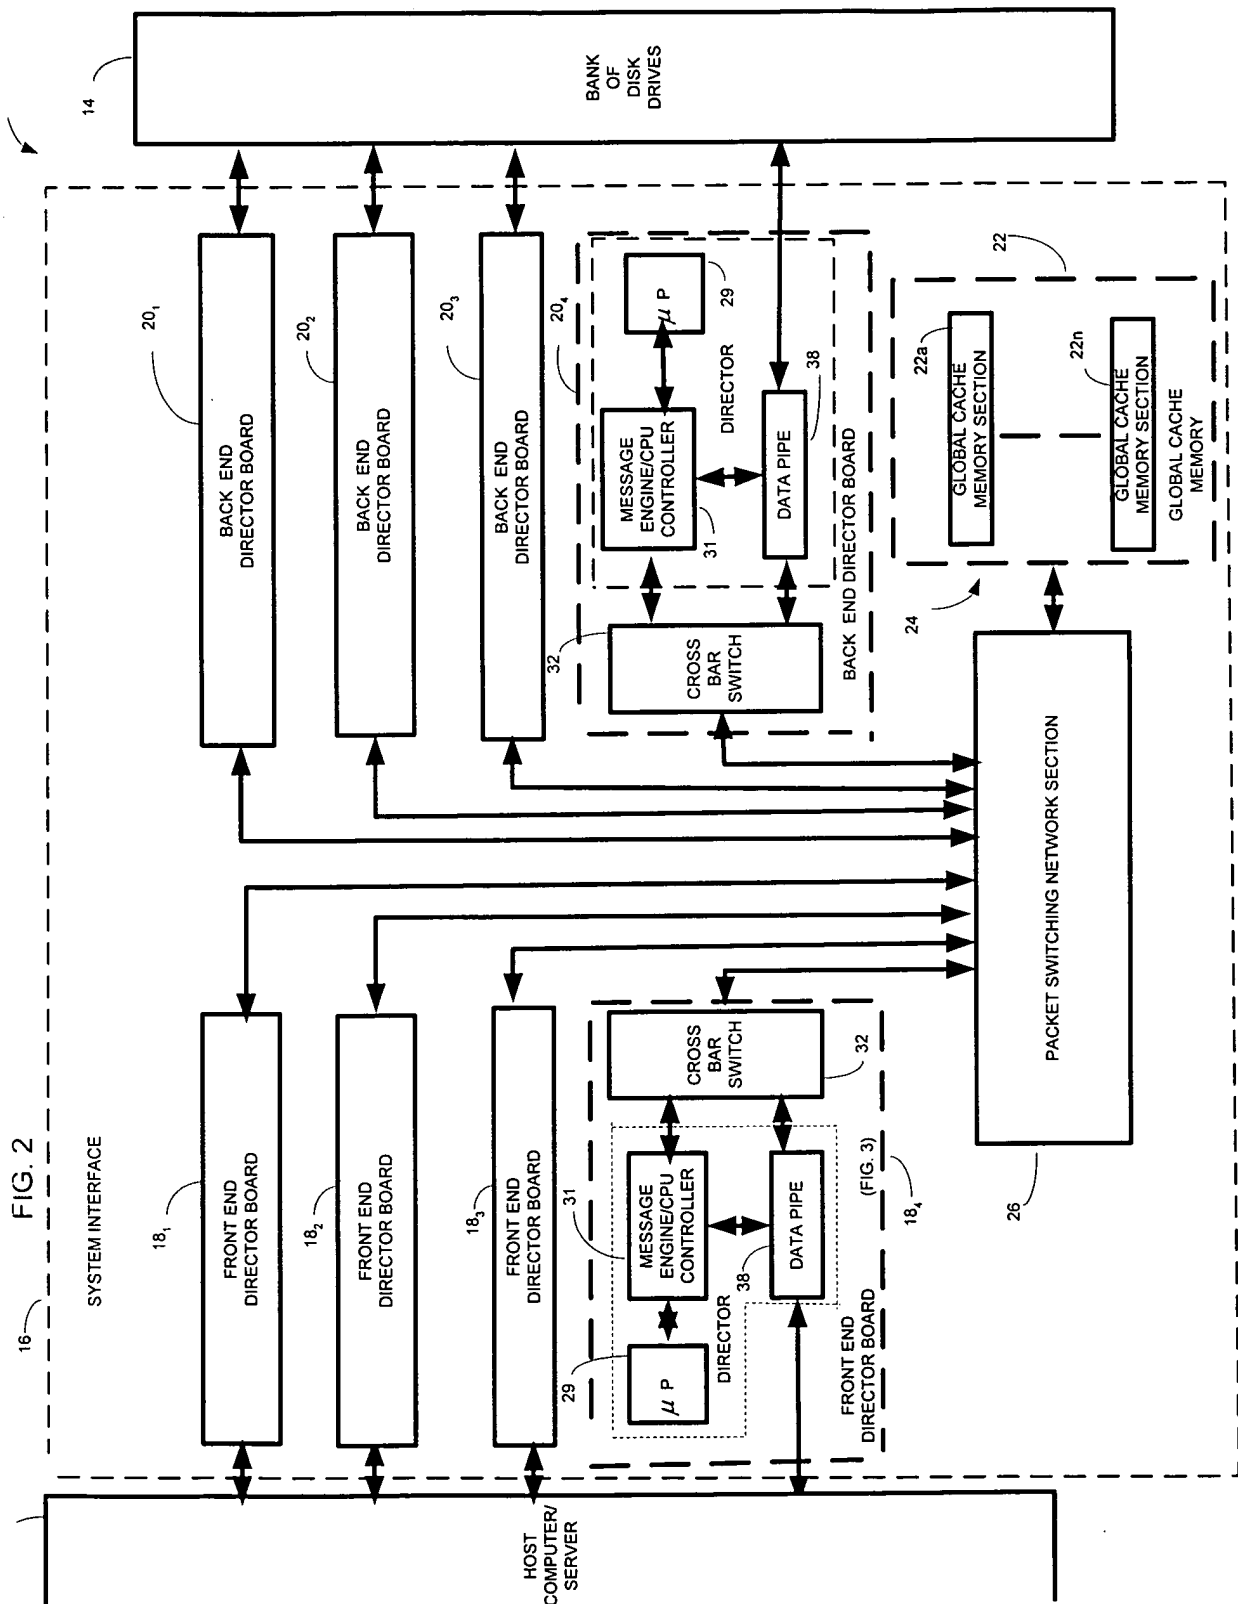 FIG. 2
16
SYSTEM INTERFACE
14
HOST
COMPUTER/
SERVER
BANK
OF
DISK
DRIVES
18₁
FRONT END
DIRECTOR BOARD
20₁
BACK END
DIRECTOR BOARD
18₂
FRONT END
DIRECTOR BOARD
20₂
BACK END
DIRECTOR BOARD
18₃
FRONT END
DIRECTOR BOARD
20₃
BACK END
DIRECTOR BOARD
29
μ P
31
MESSAGE
ENGINE/CPU
CONTROLLER
DIRECTOR
38
DATA PIPE
CROSS
BAR
SWITCH
32
FRONT END
DIRECTOR BOARD
(FIG. 3)
18₄
32
CROSS
BAR
SWITCH
MESSAGE
ENGINE/CPU
CONTROLLER
31
20₄
μ P
29
DIRECTOR
DATA PIPE
38
BACK END DIRECTOR BOARD
26
PACKET SWITCHING NETWORK SECTION
24
22
22a
GLOBAL CACHE
MEMORY SECTION
22n
GLOBAL CACHE
MEMORY SECTION
GLOBAL CACHE
MEMORY